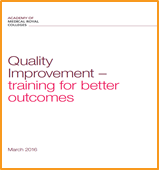 ACADEMY OF
MEDICAL ROYAL
COLLEGES
Quality
Improvement –
training for better
outcomes
March 2016